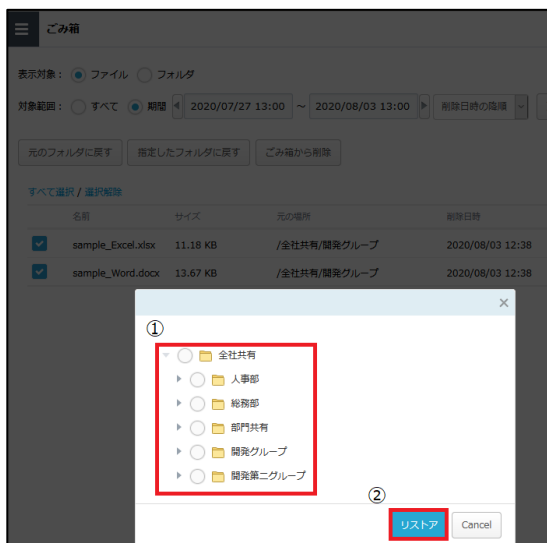 ごみ箱
表示対象： ファイル フォルダ
対象範囲： すべて 期間 2020/07/27 13:00 ～ 2020/08/03 13:00 削除日時の降順
元のフォルダに戻す 指定したフォルダに戻す ごみ箱から削除
すべて選択 / 選択解除
名前 サイズ 元の場所 削除日時
sample_Excel.xlsx 11.18 KB /全社共有/開発グループ 2020/08/03 12:38
sample_Word.docx 13.67 KB /全社共有/開発グループ 2020/08/03 12:38
①
全社共有
人事部
総務部
部門共有
開発グループ
開発第二グループ
②
リストア Cancel